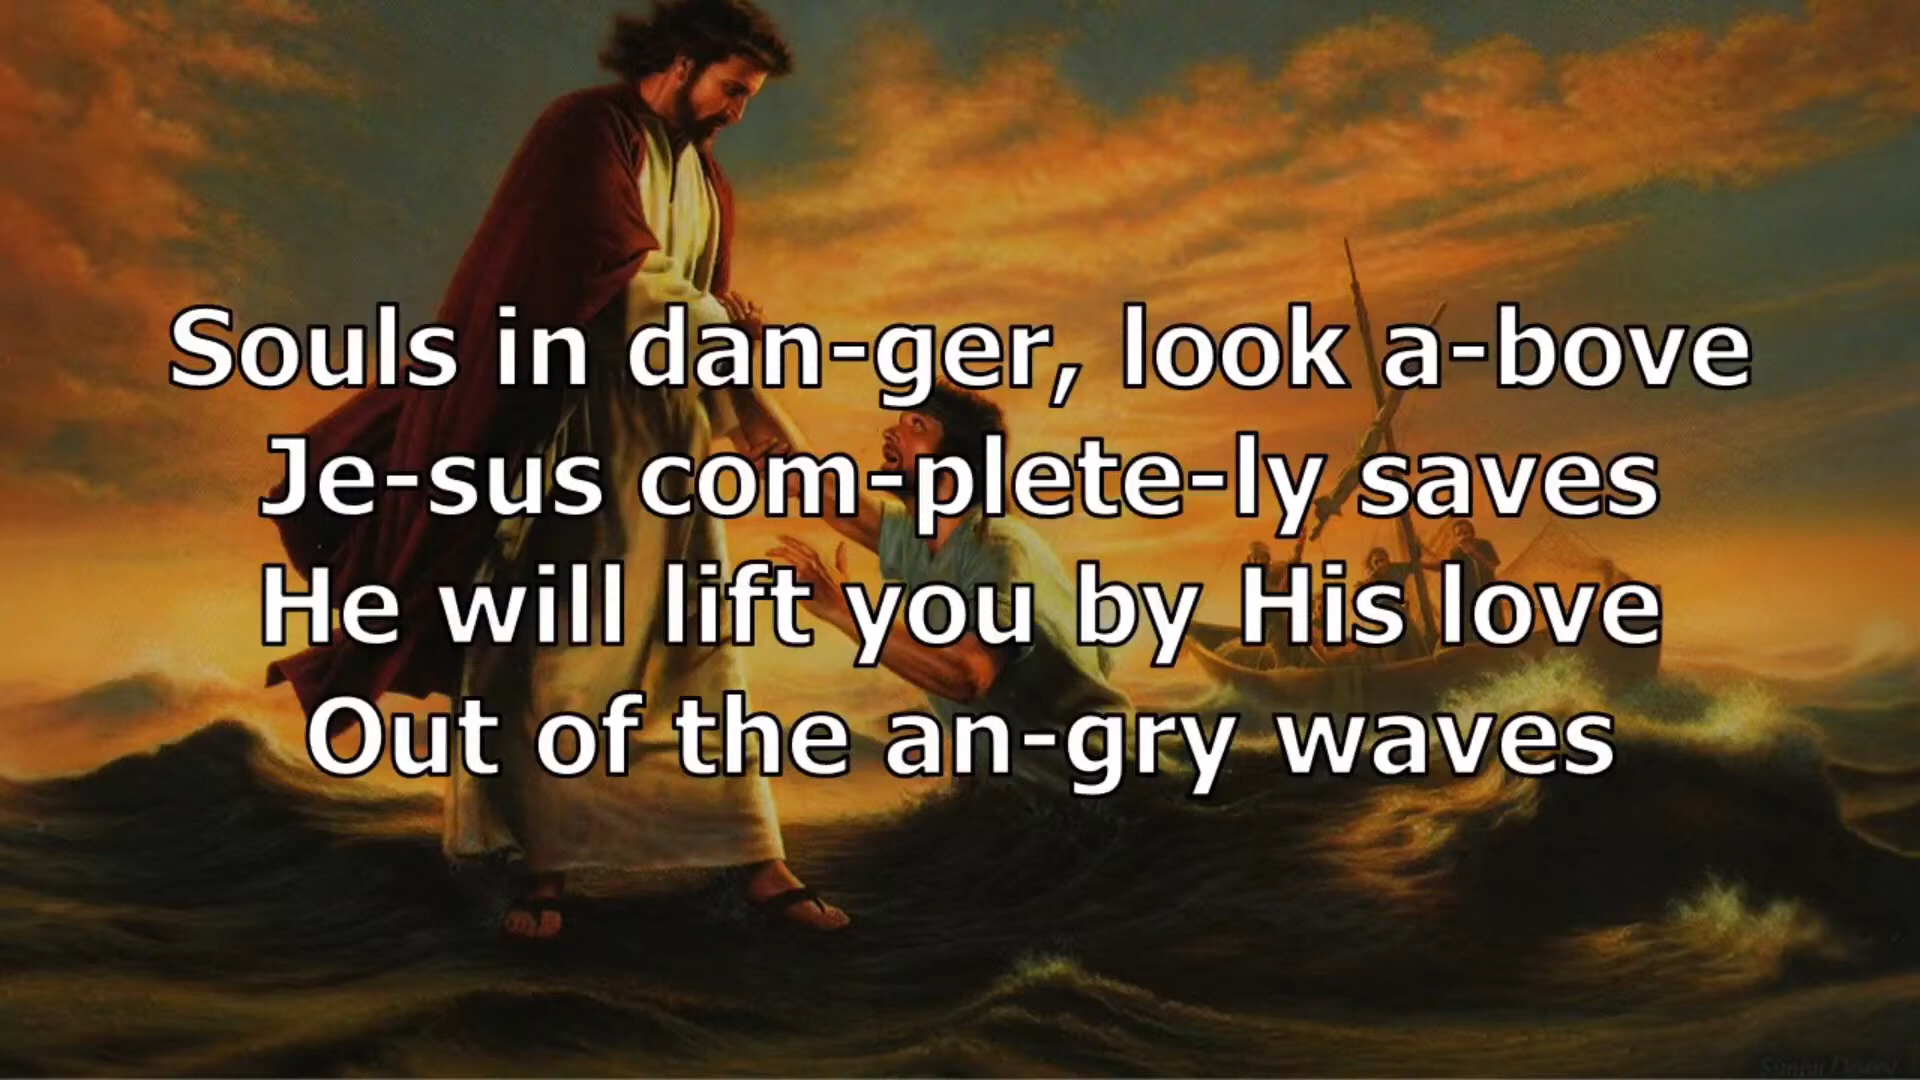 Souls in dan-ger, look a-bove
Je-sus com-plete-ly saves
He will lift you by His love
Out of the an-gry waves